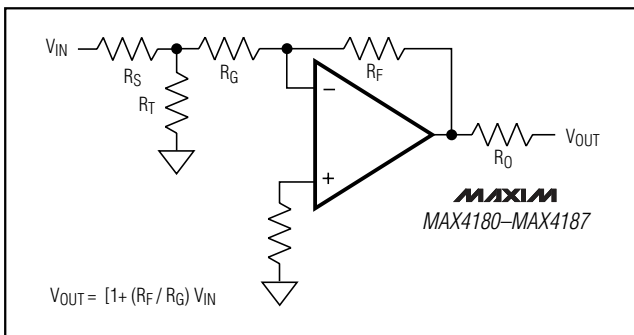 VIN
RS
RT
RG
RF
−
+
RO
VOUT
MAXIM
MAX4180–MAX4187
VOUT = [1+ (RF / RG) VIN